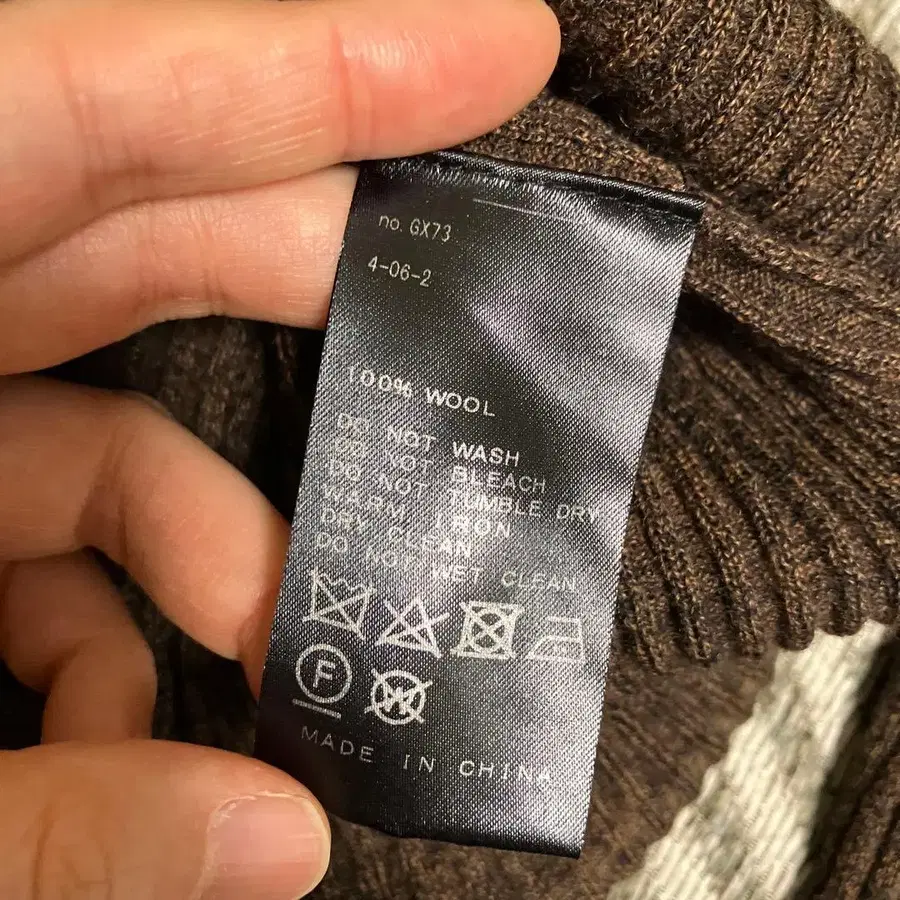 no. GX73
4-06-2
100% WOOL
DO NOT WASH
DO NOT BLEACH
DO NOT TUMBLE DRY
WARM IRON
DRY CLEAN
DO NOT WET CLEAN
F W
MADE IN CHINA